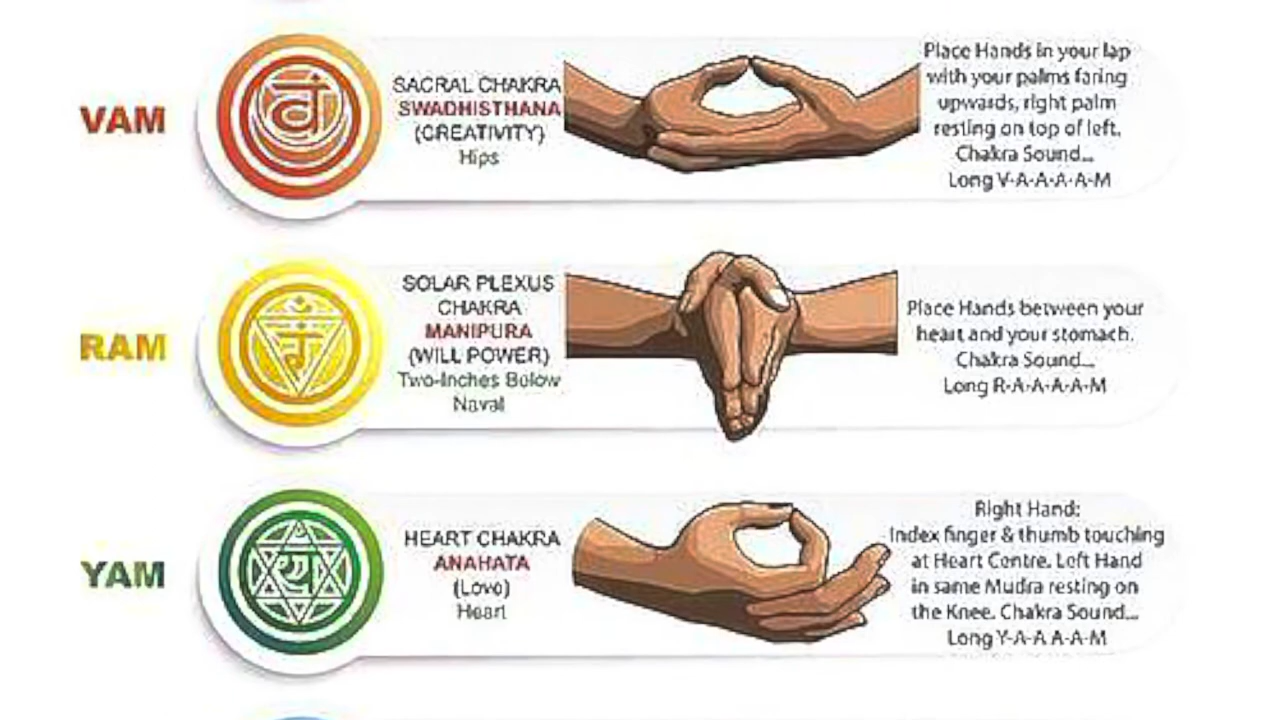 VAM
वं
SACRAL CHAKRA
SWADHISTHANA
(CREATIVITY)
Hips
Place Hands in your lap
with your palms faring
upwards, right palm
resting on top of left.
Chakra Sound...
Long V-A-A-A-A-M
RAM
रं
SOLAR PLEXUS
CHAKRA
MANIPURA
(WILL POWER)
Two-Inches Below
Naval
Place Hands between your
heart and your stomach.
Chakra Sound...
Long R-A-A-A-A-M
YAM
यं
HEART CHAKRA
ANAHATA
(Love)
Heart
Right Hand:
Index finger & thumb touching
at Heart Centre. Left Hand
in same Mudra resting on
the Knee. Chakra Sound...
Long Y-A-A A-A-M